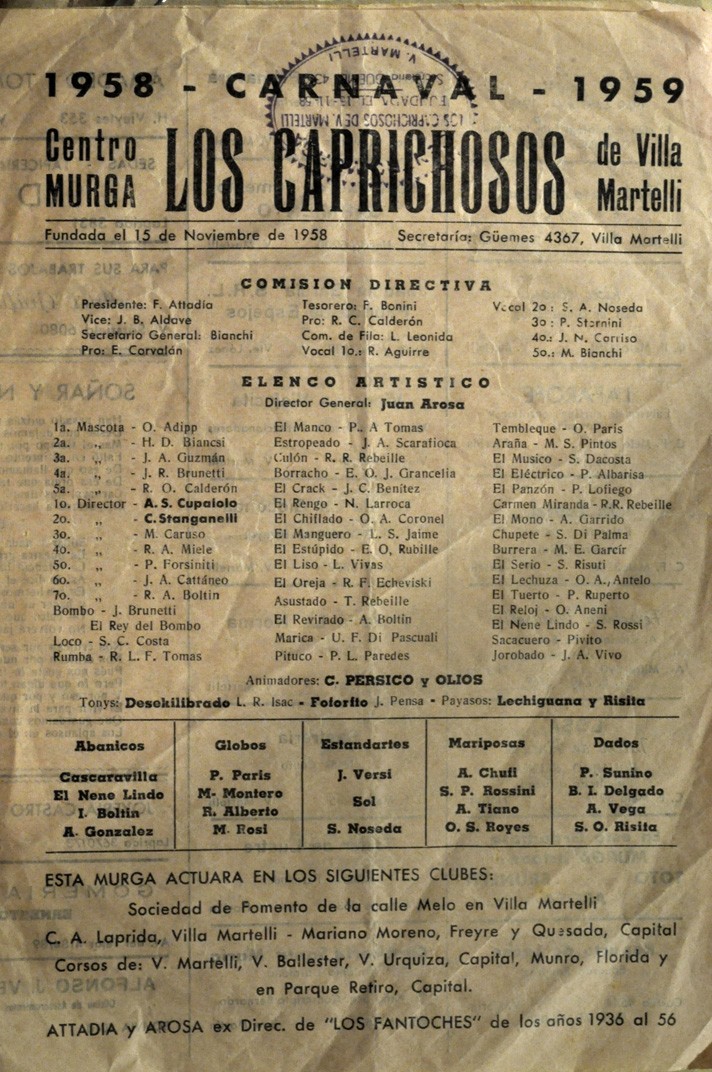 1958 - CARNAVAL - 1959
Centro MURGA LOS CAPRICHOSOS de Villa Martelli
Fundada el 15 de Noviembre de 1958 Secretaría: Güemes 4367, Villa Martelli
V. MARTELLI
LOS CAPRICHOSOS DE V. MARTELLI
COMISION DIRECTIVA
Presidente: F. Attadia Tesorero: F. Bonini Vocal 2o: S. A. Noseda
Vice: J. B. Aldave Pro: R. C. Calderón 3o: P. Stornini
Secretario General: Bianchi Com. de Fila: L. Leonida 4o.: J. N. Corriso
Pro: E. Corvalán Vocal 1o.: R. Aguirre 5o.: M. Bianchi
ELENCO ARTISTICO
Director General: Juan Arosa
1a. Mascota - O. Adipp
2a. „ - H. D. Biancsi
3a. „ - J. A. Guzmán
4a. „ - J. R. Brunetti
5a. „ - R. O. Calderón
1o. Director - A. S. Cupaiolo
2o. „ - C. Stanganelli
3o. „ - M. Caruso
4o. „ - R. A. Miele
5o. „ - P. Forsiniti
6o. „ - J. A. Cattáneo
7o. „ - R. A. Boltin
Bombo - J. Brunetti
El Rey del Bombo
Loco - S. C. Costa
Rumba - R. L. F. Tomas
El Manco - P. A Tomas
Estropeado - J. A. Scarafioca
Culón - R. R. Rebeille
Borracho - E. O. J. Grancelia
El Crack - J. C. Benítez
El Rengo - N. Larroca
El Chiflado - O. A. Coronel
El Manguero - L. S. Jaime
El Estúpido - E. O, Rubille
El Liso - L. Vivas
El Oreja - R. F. Echeviski
Asustado - T. Rebeille
El Revirado - A. Boltin
Marica - U. F. Di Pascuali
Pituco - P. L. Paredes
Tembleque - O. Paris
Araña - M. S. Pintos
El Musico - S. Dacosta
El Eléctrico - P. Albarisa
El Panzón - P. Lofiego
Carmen Miranda - R.R. Rebeille
El Mono - A. Garrido
Chupete - S. Di Palma
Burrera - M. E. Garcír
El Serio - S. Risuti
El Lechuza - O. A., Antelo
El Tuerto - P. Ruperto
El Reloj - O. Aneni
El Nene Lindo - S. Rossi
Sacacuero - Pivito
Jorobado - J. A. Vivo
Animadores: C. PERSICO y OLIOS
Tonys: Desekilibrado L. R. Isac - Fotorito J. Pensa - Payasos: Lechiguana y Risita
Abanicos Globos Estandartes Mariposas Dados
Cascaravilla
El Nene Lindo
I. Boltin
A. Gonzalez
P. Paris
M- Montero
R. Alberto
M. Rosi
J. Versi
Sol
S. Noseda
A. Chufi
S. P. Rossini
A. Tiano
O. S. Royes
P. Sunino
B. I. Delgado
A. Vega
S. O. Risita
ESTA MURGA ACTUARA EN LOS SIGUIENTES CLUBES:
Sociedad de Fomento de la calle Melo en Villa Martelli
C. A. Laprida, Villa Martelli - Mariano Moreno, Freyre y Quesada, Capital
Corsos de: V. Martelli, V. Ballester, V. Urquiza, Capital, Munro, Florida y
en Parque Retiro, Capital.
ATTADIA y AROSA ex Direc. de "LOS FANTOCHES" de los años 1936 al 56